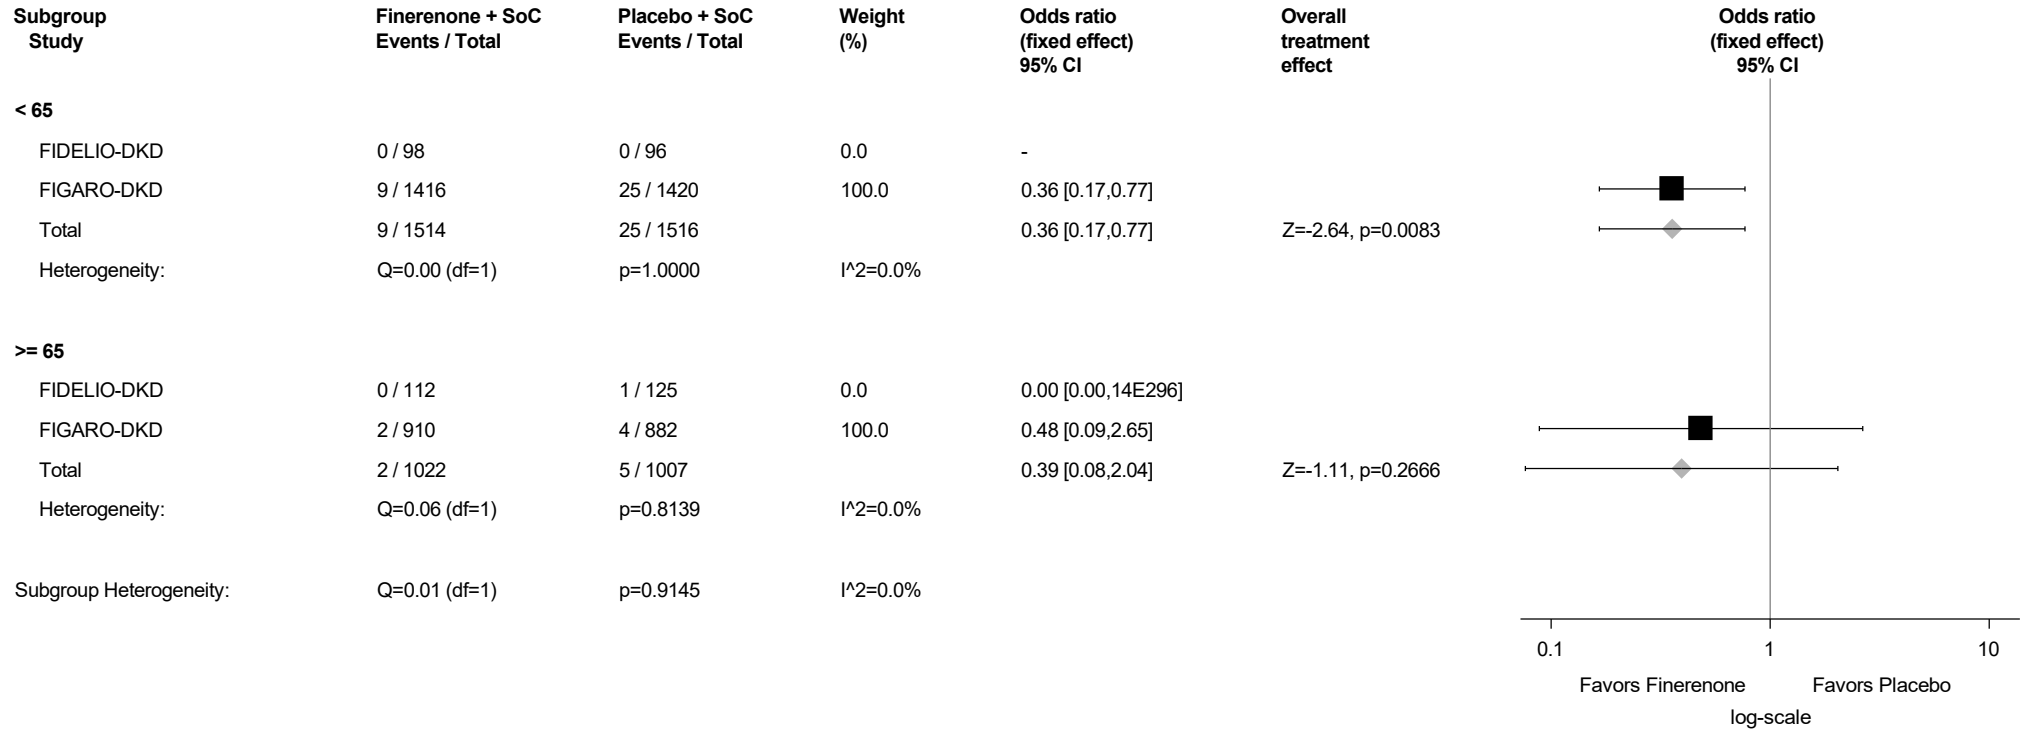 Subgroup Finerenone + SoC Placebo + SoC Weight Odds ratio Overall Odds ratio
Study Events / Total Events / Total (%) (fixed effect) treatment (fixed effect)
95% CI effect 95% CI
< 65
FIDELIO-DKD 0 / 98 0 / 96 0.0 -
FIGARO-DKD 9 / 1416 25 / 1420 100.0 0.36 [0.17,0.77]
Total 9 / 1514 25 / 1516 0.36 [0.17,0.77] Z=-2.64, p=0.0083
Heterogeneity: Q=0.00 (df=1) p=1.0000 I^2=0.0%
>= 65
FIDELIO-DKD 0 / 112 1 / 125 0.0 0.00 [0.00,14E296]
FIGARO-DKD 2 / 910 4 / 882 100.0 0.48 [0.09,2.65]
Total 2 / 1022 5 / 1007 0.39 [0.08,2.04] Z=-1.11, p=0.2666
Heterogeneity: Q=0.06 (df=1) p=0.8139 I^2=0.0%
Subgroup Heterogeneity: Q=0.01 (df=1) p=0.9145 I^2=0.0%
0.1 1 10
Favors Finerenone Favors Placebo
log-scale